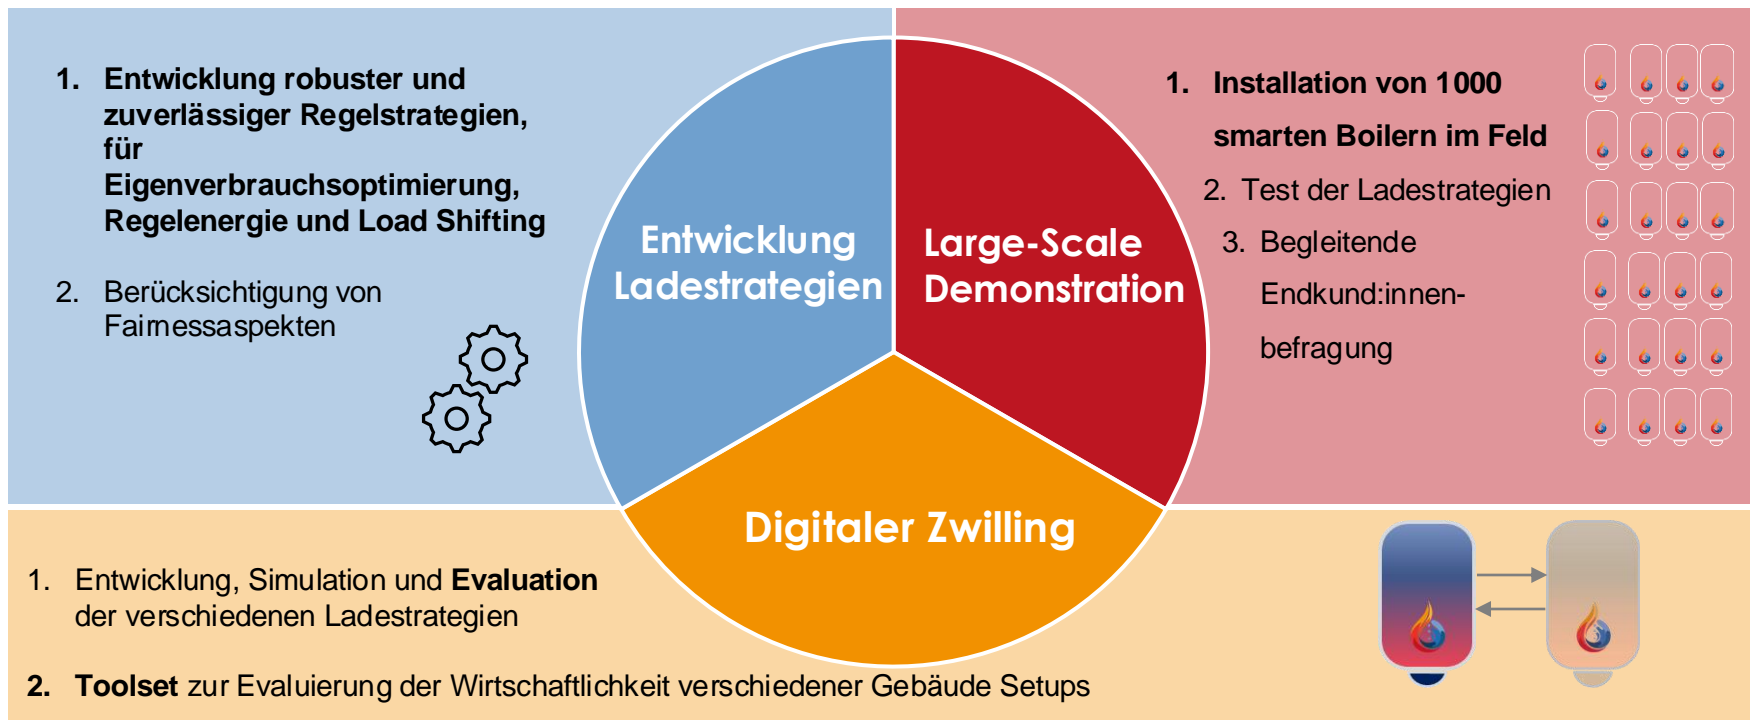 1. Entwicklung robuster und
zuverlässiger Regelstrategien,
für
Eigenverbrauchsoptimierung,
Regelenergie und Load Shifting
2. Berücksichtigung von
Fairnessaspekten
Entwicklung
Ladestrategien
Large-Scale
Demonstration
1. Installation von 1000
smarten Boilern im Feld
2. Test der Ladestrategien
3. Begleitende
Endkund:innen-
befragung
Digitaler Zwilling
1. Entwicklung, Simulation und Evaluation
der verschiedenen Ladestrategien
2. Toolset zur Evaluierung der Wirtschaftlichkeit verschiedener Gebäude Setups